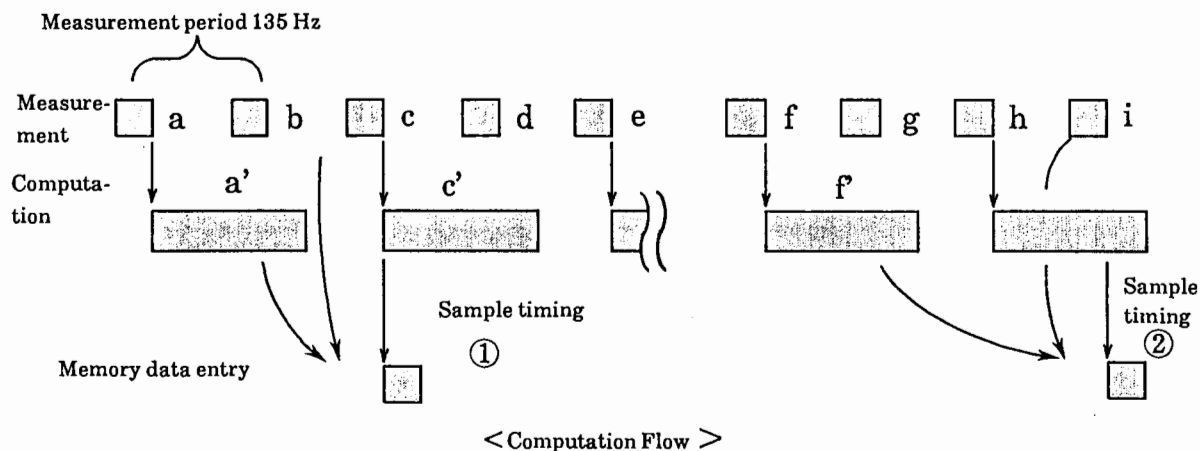 Measurement period 135 Hz
Measure-
ment
a b c d e f g h i
Computa-
tion
a' c' f'
Sample timing
①
Sample
timing
②
Memory data entry
<Computation Flow >